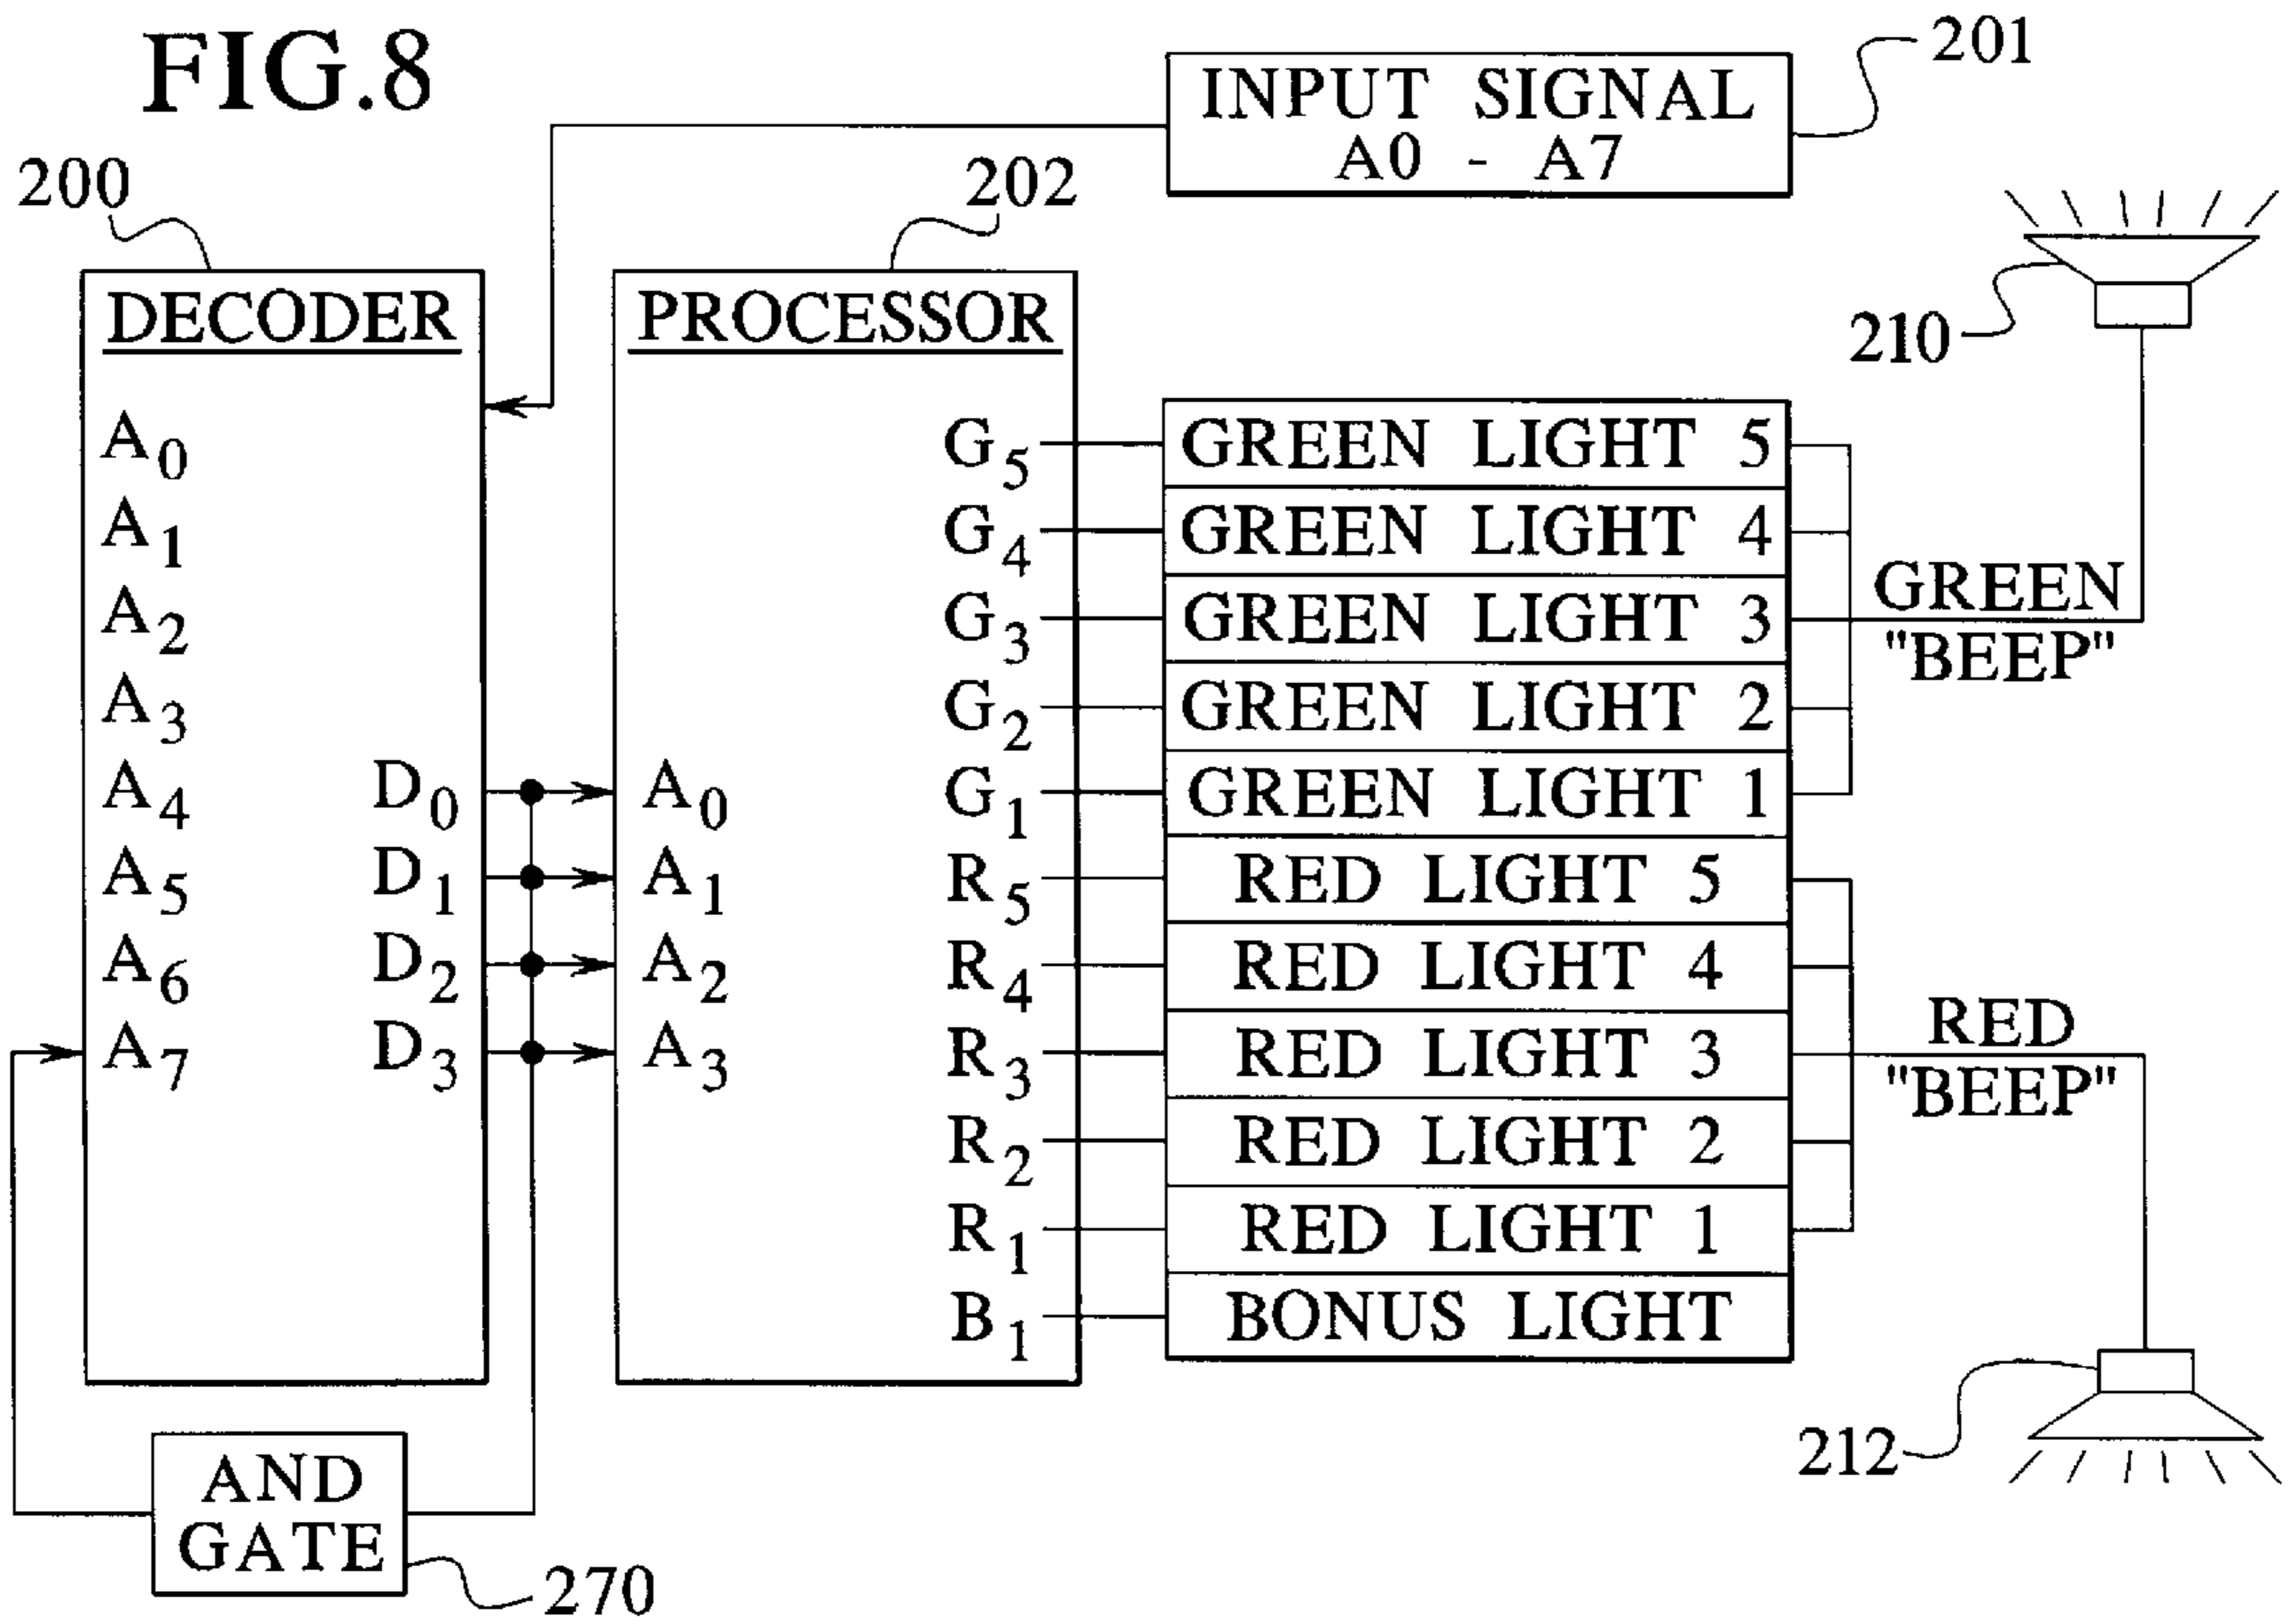 FIG.8
INPUT SIGNAL
A0 - A7
201
200
202
210
DECODER
A0
A1
A2
A3
A4
A5
A6
A7
D0
D1
D2
D3
PROCESSOR
A0
A1
A2
A3
G5
G4
G3
G2
G1
R5
R4
R3
R2
R1
B1
GREEN LIGHT 5
GREEN LIGHT 4
GREEN LIGHT 3
GREEN LIGHT 2
GREEN LIGHT 1
RED LIGHT 5
RED LIGHT 4
RED LIGHT 3
RED LIGHT 2
RED LIGHT 1
BONUS LIGHT
GREEN
"BEEP"
RED
"BEEP"
212
AND
GATE
270